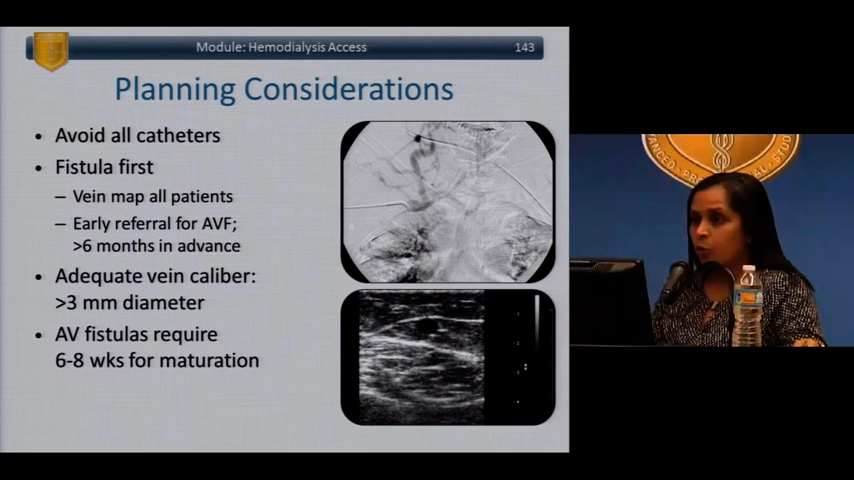 Module: Hemodialysis Access 143
Planning Considerations
• Avoid all catheters
• Fistula first
– Vein map all patients
– Early referral for AVF;
>6 months in advance
• Adequate vein caliber:
>3 mm diameter
• AV fistulas require
6-8 wks for maturation